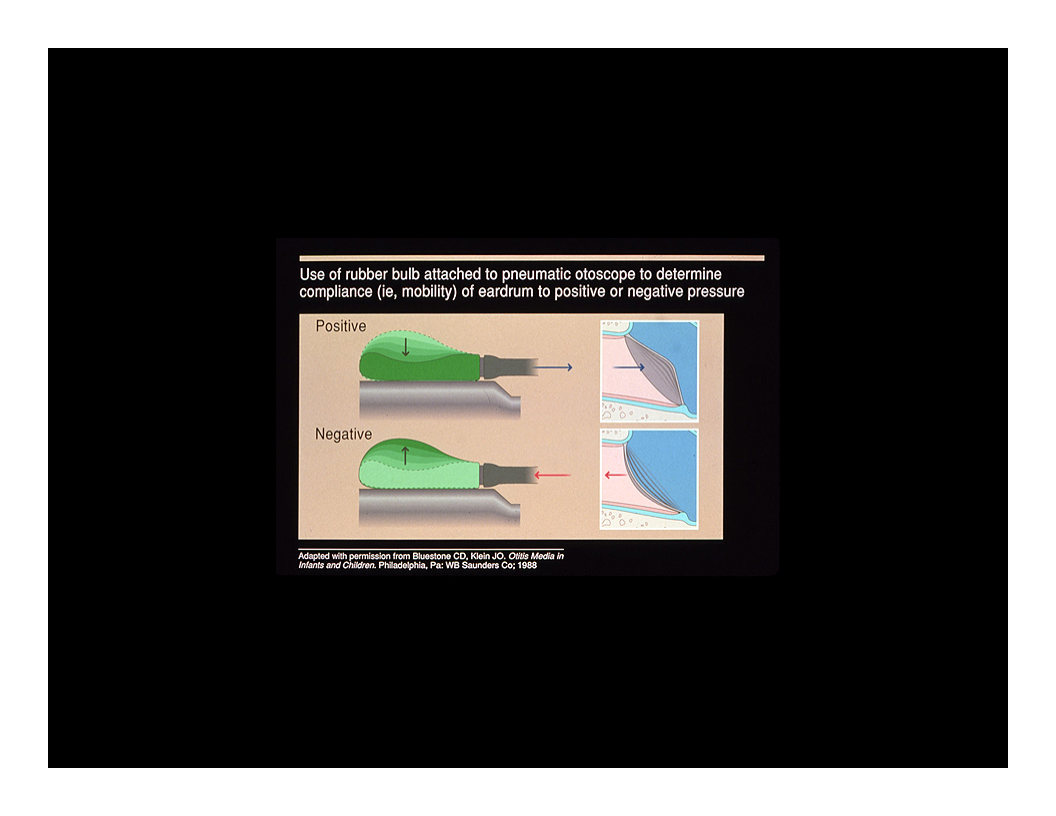 Use of rubber bulb attached to pneumatic otoscope to determine
compliance (ie, mobility) of eardrum to positive or negative pressure
Positive
Negative
Adapted with permission from Bluestone CD, Klein JO. Otitis Media in
Infants and Children. Philadelphia, Pa: WB Saunders Co; 1988